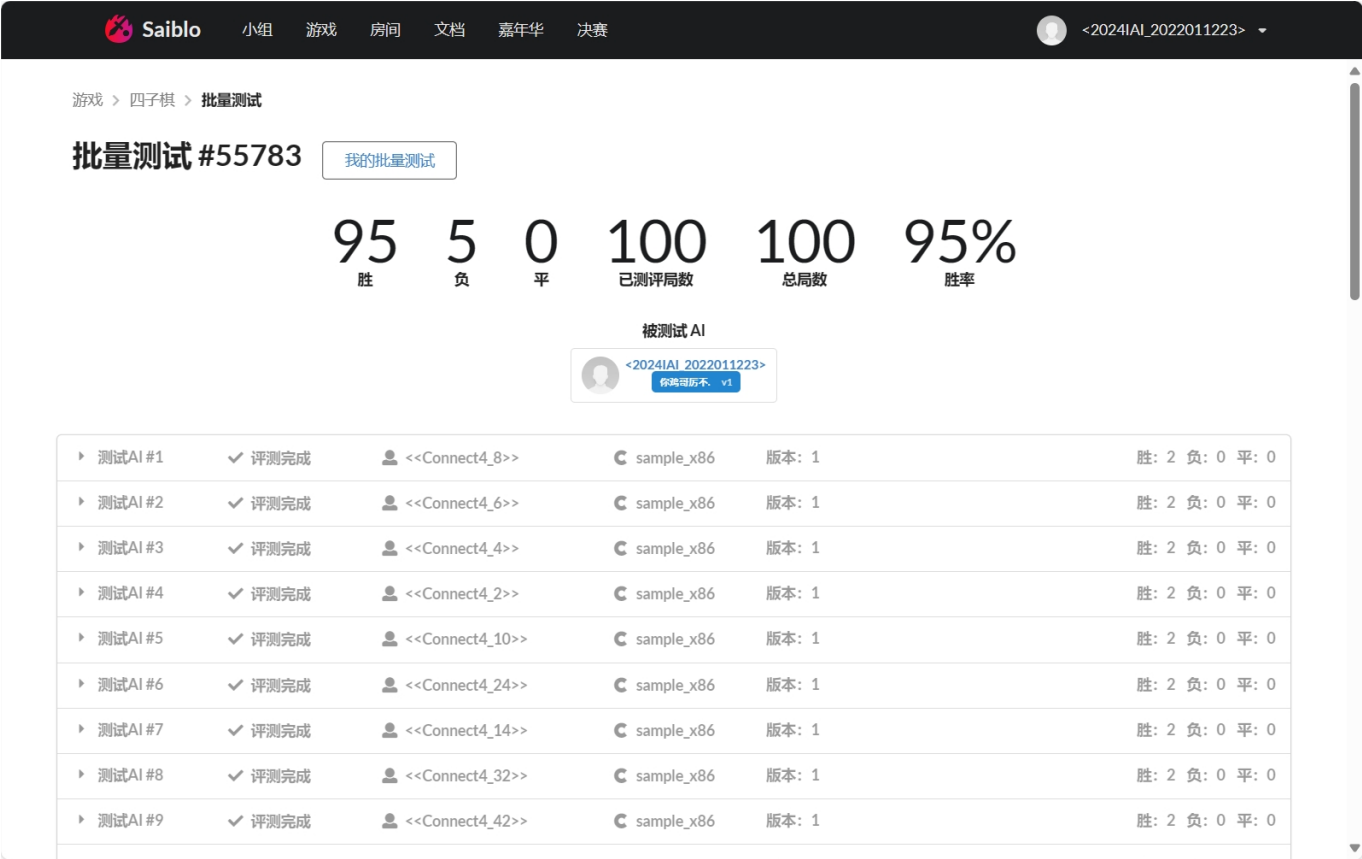 Saiblo 小组 游戏 房间 文档 嘉年华 决赛 <2024IAI_2022011223>
游戏 > 四子棋 > 批量测试
批量测试 #55783 我的批量测试
95 5 0 100 100 95%
胜 负 平 已测评局数 总局数 胜率
被测试 AI
<2024IAI_2022011223>
你鸽哥厉不. v1
测试AI #1 评测完成 <<Connect4_8>> sample_x86 版本: 1 胜: 2 负: 0 平: 0
测试AI #2 评测完成 <<Connect4_6>> sample_x86 版本: 1 胜: 2 负: 0 平: 0
测试AI #3 评测完成 <<Connect4_4>> sample_x86 版本: 1 胜: 2 负: 0 平: 0
测试AI #4 评测完成 <<Connect4_2>> sample_x86 版本: 1 胜: 2 负: 0 平: 0
测试AI #5 评测完成 <<Connect4_10>> sample_x86 版本: 1 胜: 2 负: 0 平: 0
测试AI #6 评测完成 <<Connect4_24>> sample_x86 版本: 1 胜: 2 负: 0 平: 0
测试AI #7 评测完成 <<Connect4_14>> sample_x86 版本: 1 胜: 2 负: 0 平: 0
测试AI #8 评测完成 <<Connect4_32>> sample_x86 版本: 1 胜: 2 负: 0 平: 0
测试AI #9 评测完成 <<Connect4_42>> sample_x86 版本: 1 胜: 2 负: 0 平: 0